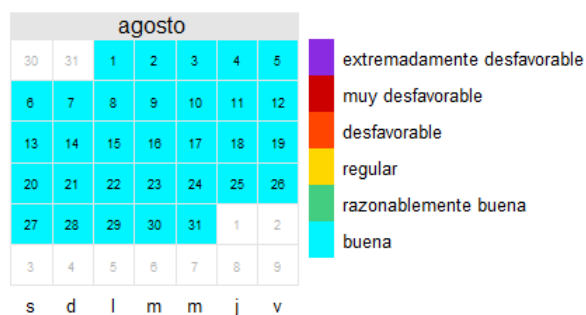 agosto
30 31 1 2 3 4 5
6 7 8 9 10 11 12
13 14 15 16 17 18 19
20 21 22 23 24 25 26
27 28 29 30 31 1 2
3 4 5 6 7 8 9
s d l m m j v
extremadamente desfavorable
muy desfavorable
desfavorable
regular
razonablemente buena
buena